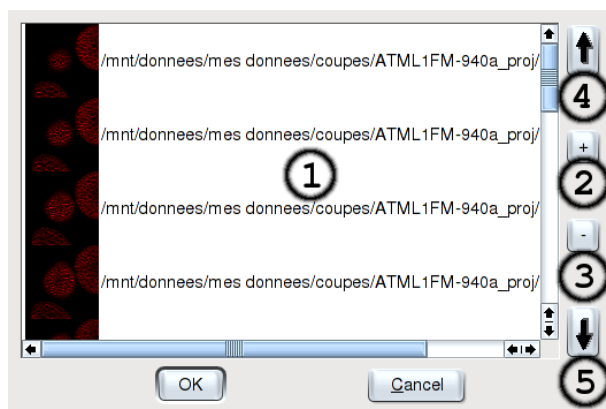 /mnt/donnees/mes donnees/coupes/ATML1FM-940a_proj/
4
/mnt/donnees/mes donnees/coupes/ATML1FM-940a_proj/
+
1
2
/mnt/donnees/mes donnees/coupes/ATML1FM-940a_proj/
-
/mnt/donnees/mes donnees/coupes/ATML1FM-940a_proj/
3
OK
Cancel
5